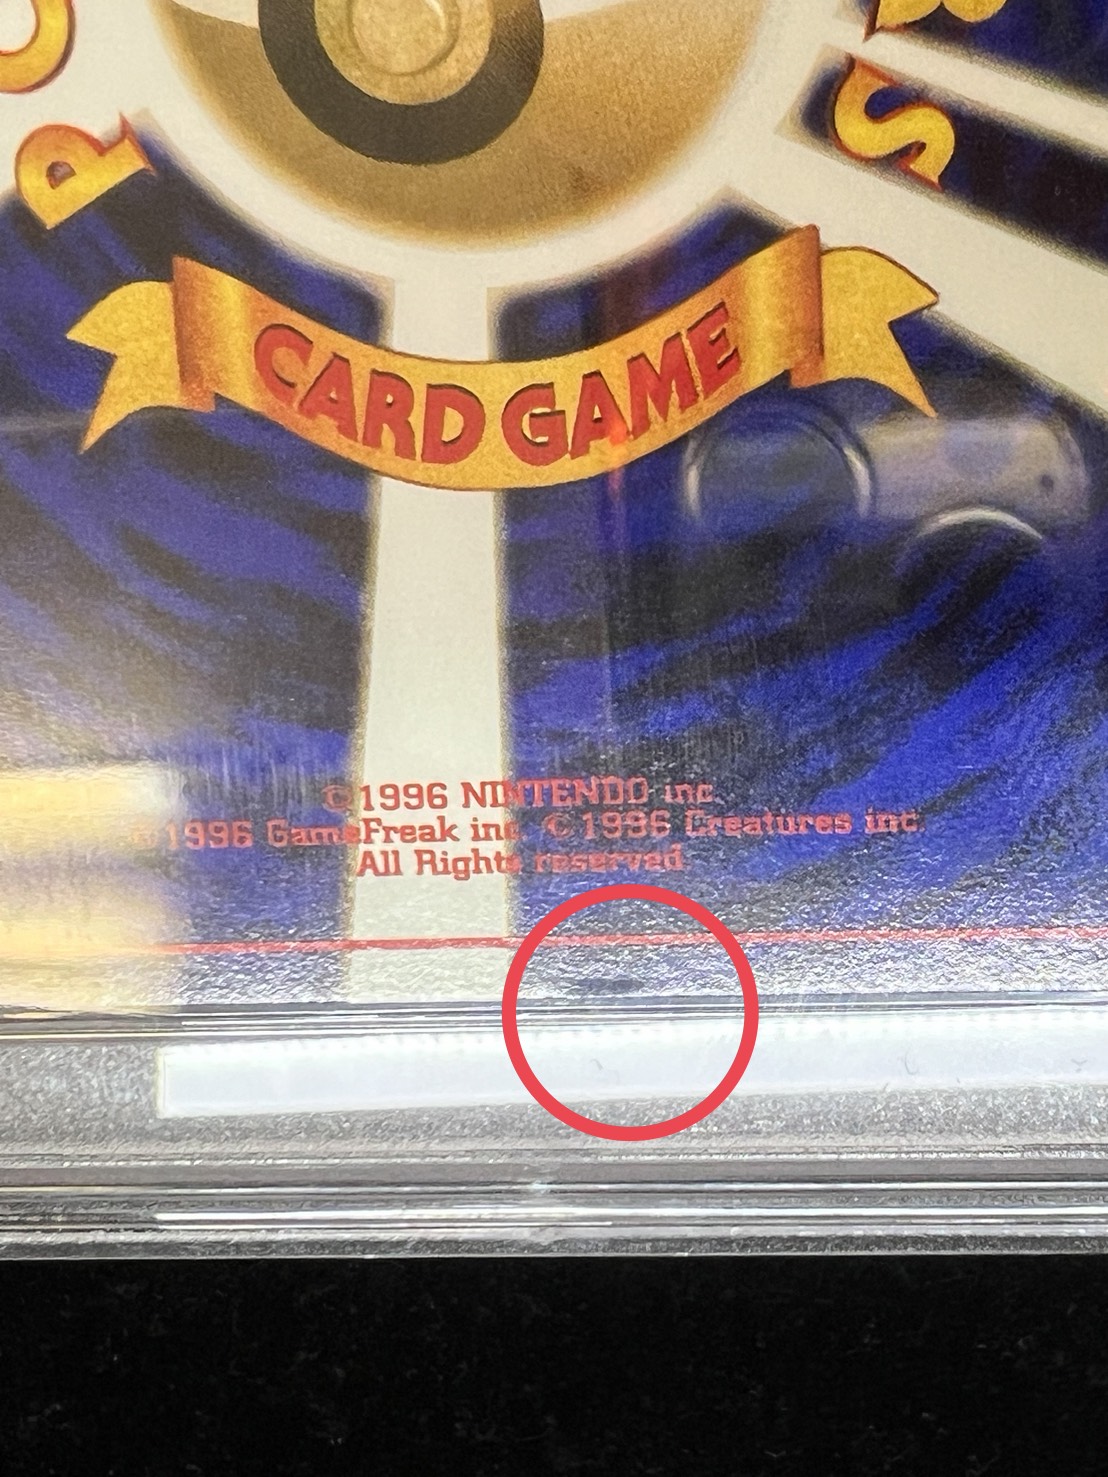 CARD GAME
©1996 NINTENDO inc.
©1996 GameFreak inc. ©1996 Creatures inc.
All Rights reserved.